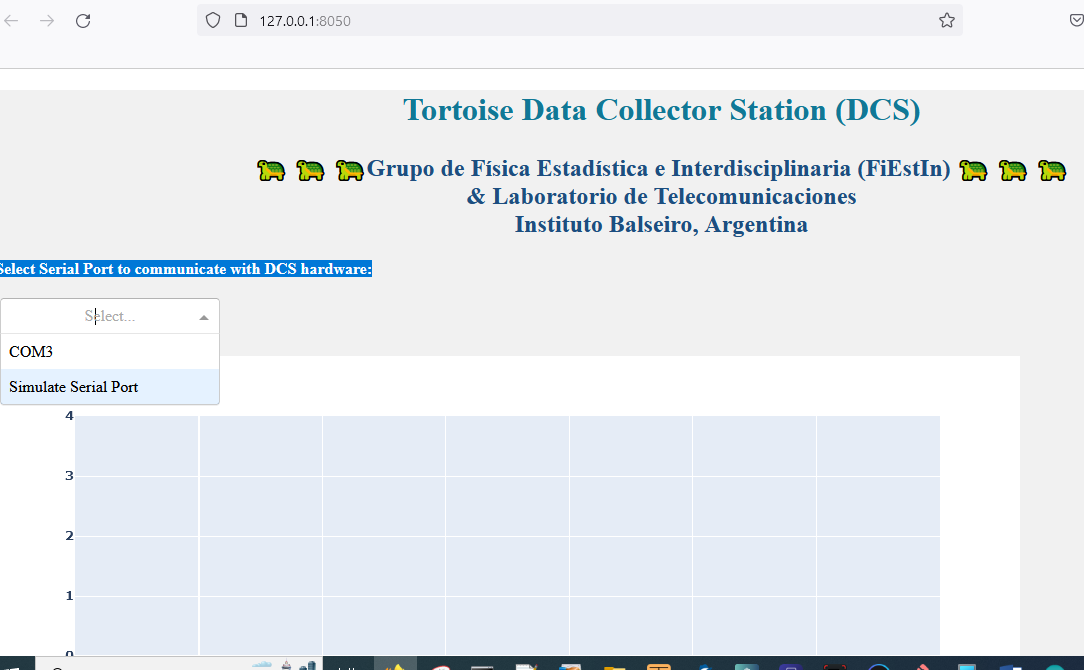 127.0.0.1:8050
Tortoise Data Collector Station (DCS)
Grupo de Física Estadística e Interdisciplinaria (FiEstIn)
& Laboratorio de Telecomunicaciones
Instituto Balseiro, Argentina
Select Serial Port to communicate with DCS hardware:
Select...
COM3
Simulate Serial Port
4
3
2
1
0